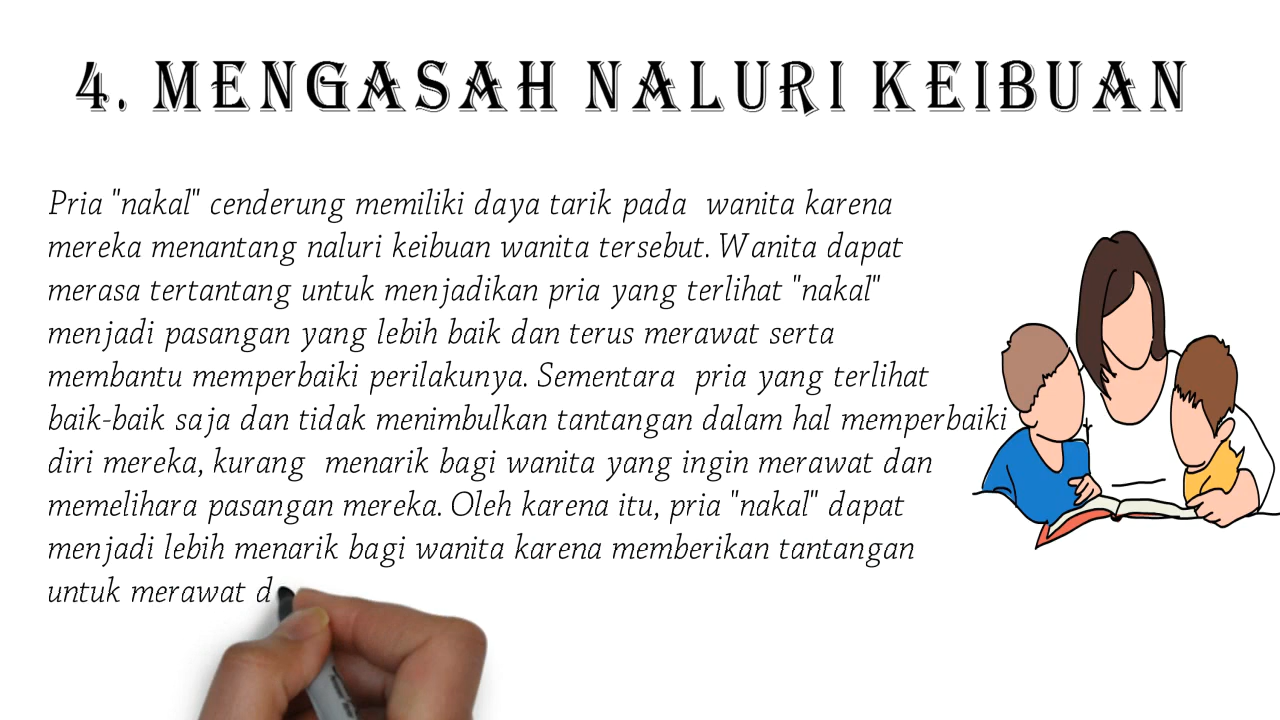 4. MENGASAH NALURI KEIBUAN
Pria "nakal" cenderung memiliki daya tarik pada wanita karena
mereka menantang naluri keibuan wanita tersebut. Wanita dapat
merasa tertantang untuk menjadikan pria yang terlihat "nakal"
menjadi pasangan yang lebih baik dan terus merawat serta
membantu memperbaiki perilakunya. Sementara pria yang terlihat
baik-baik saja dan tidak menimbulkan tantangan dalam hal memperbaiki
diri mereka, kurang menarik bagi wanita yang ingin merawat dan
memelihara pasangan mereka. Oleh karena itu, pria "nakal" dapat
menjadi lebih menarik bagi wanita karena memberikan tantangan
untuk merawat d